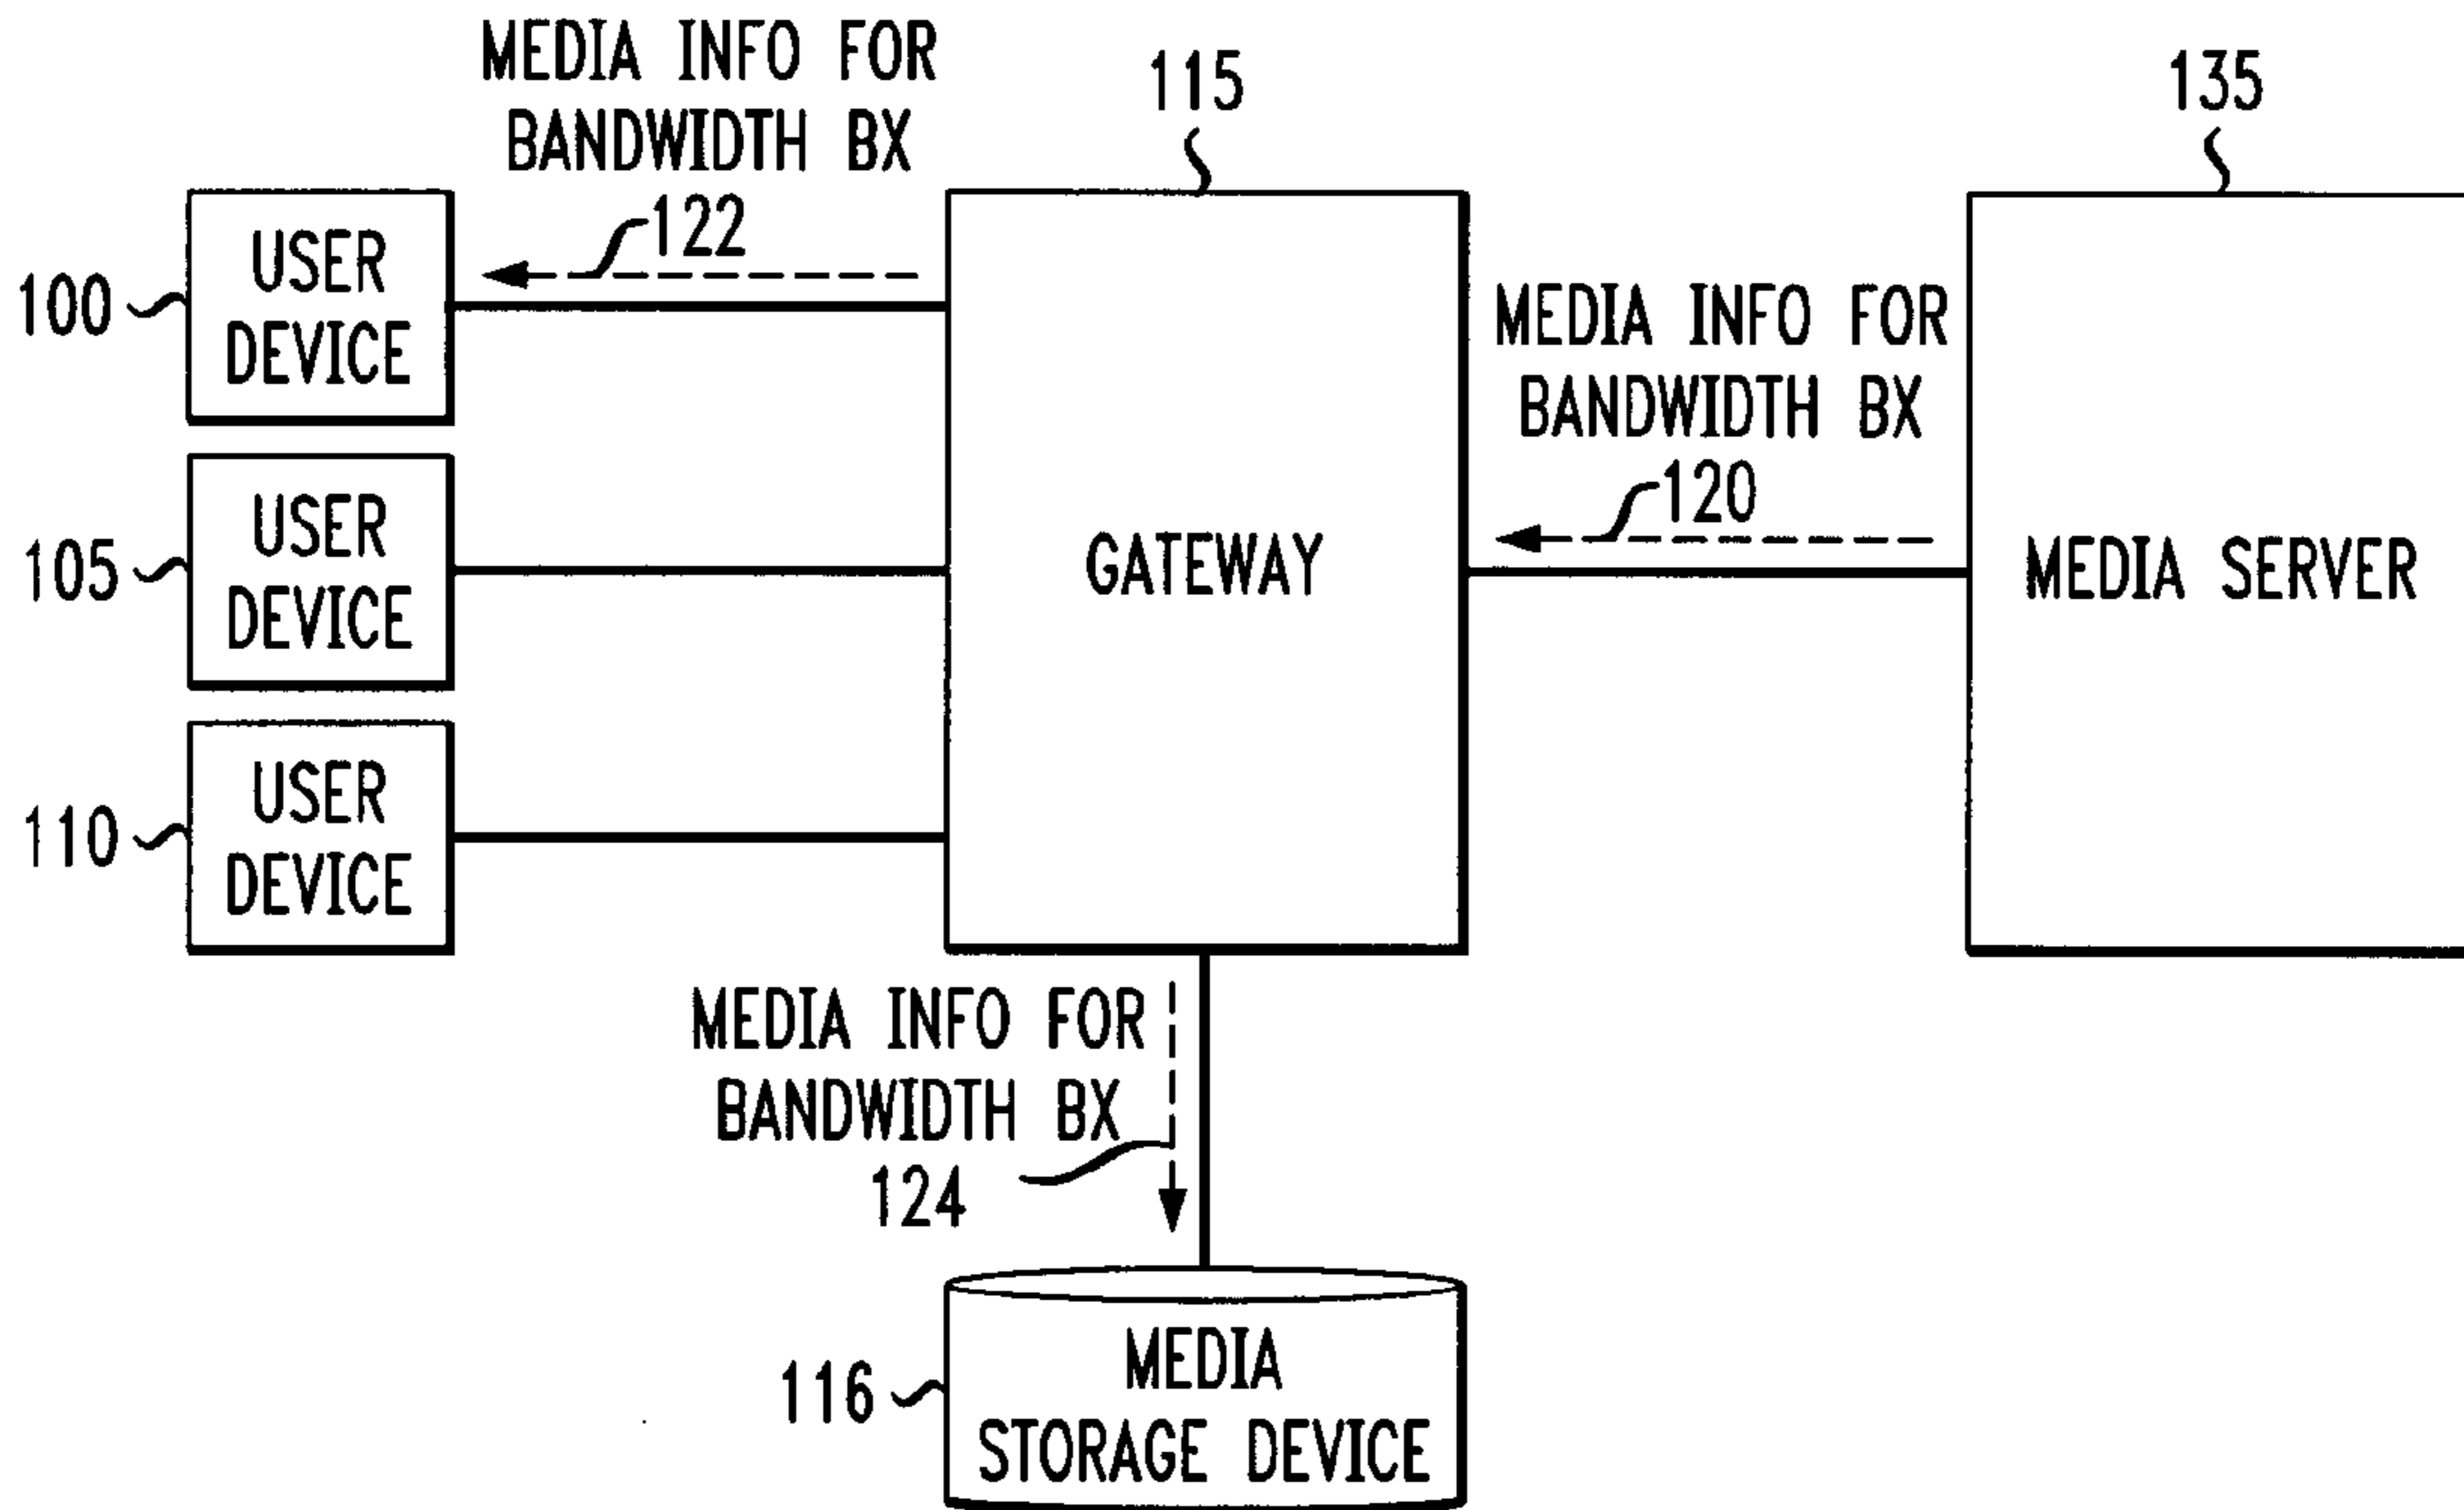 MEDIA INFO FOR
BANDWIDTH BX
122
115
135
100
USER
DEVICE
MEDIA INFO FOR
BANDWIDTH BX
120
105
USER
DEVICE
GATEWAY
MEDIA SERVER
110
USER
DEVICE
MEDIA INFO FOR
BANDWIDTH BX
124
116
MEDIA
STORAGE DEVICE